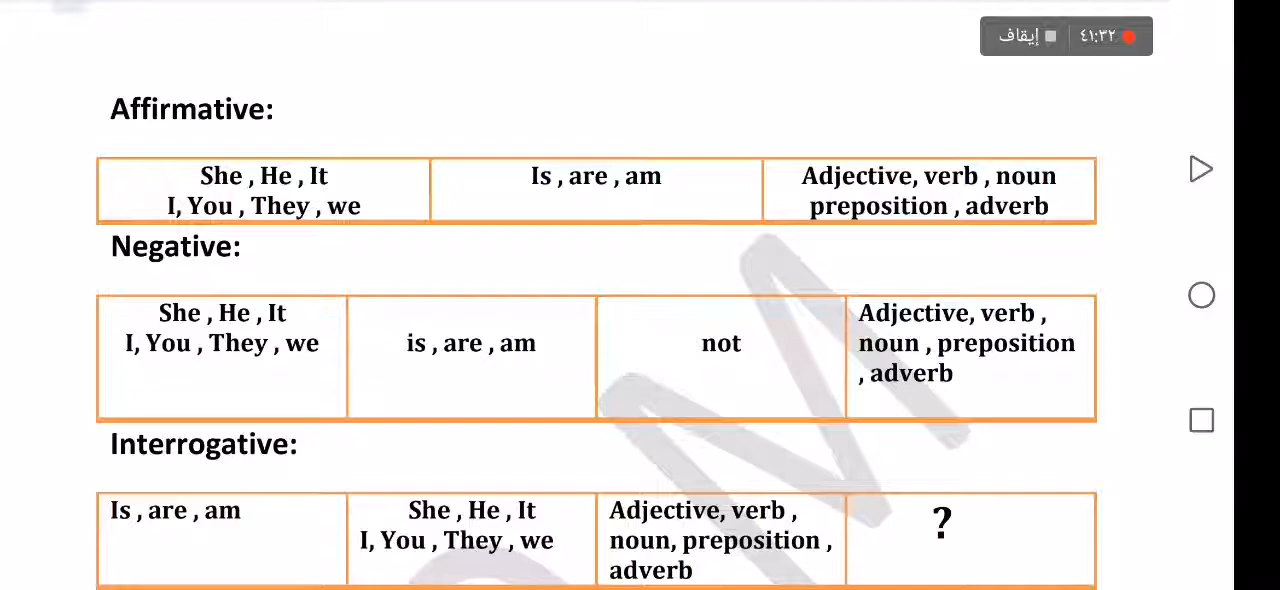 إيقاف ٤١:٣٢
Affirmative:
She , He , It
I, You , They , we
Is , are , am
Adjective, verb , noun
preposition , adverb
Negative:
She , He , It
I, You , They , we
is , are , am
not
Adjective, verb ,
noun , preposition
, adverb
Interrogative:
Is , are , am
She , He , It
I, You , They , we
Adjective, verb ,
noun, preposition ,
adverb
?